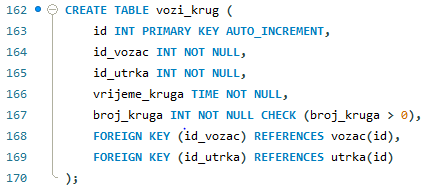 162 CREATE TABLE vozi_krug (
163 id INT PRIMARY KEY AUTO_INCREMENT,
164 id_vozac INT NOT NULL,
165 id_utrka INT NOT NULL,
166 vrijeme_kruga TIME NOT NULL,
167 broj_kruga INT NOT NULL CHECK (broj_kruga > 0),
168 FOREIGN KEY (id_vozac) REFERENCES vozac(id),
169 FOREIGN KEY (id_utrka) REFERENCES utrka(id)
170 );